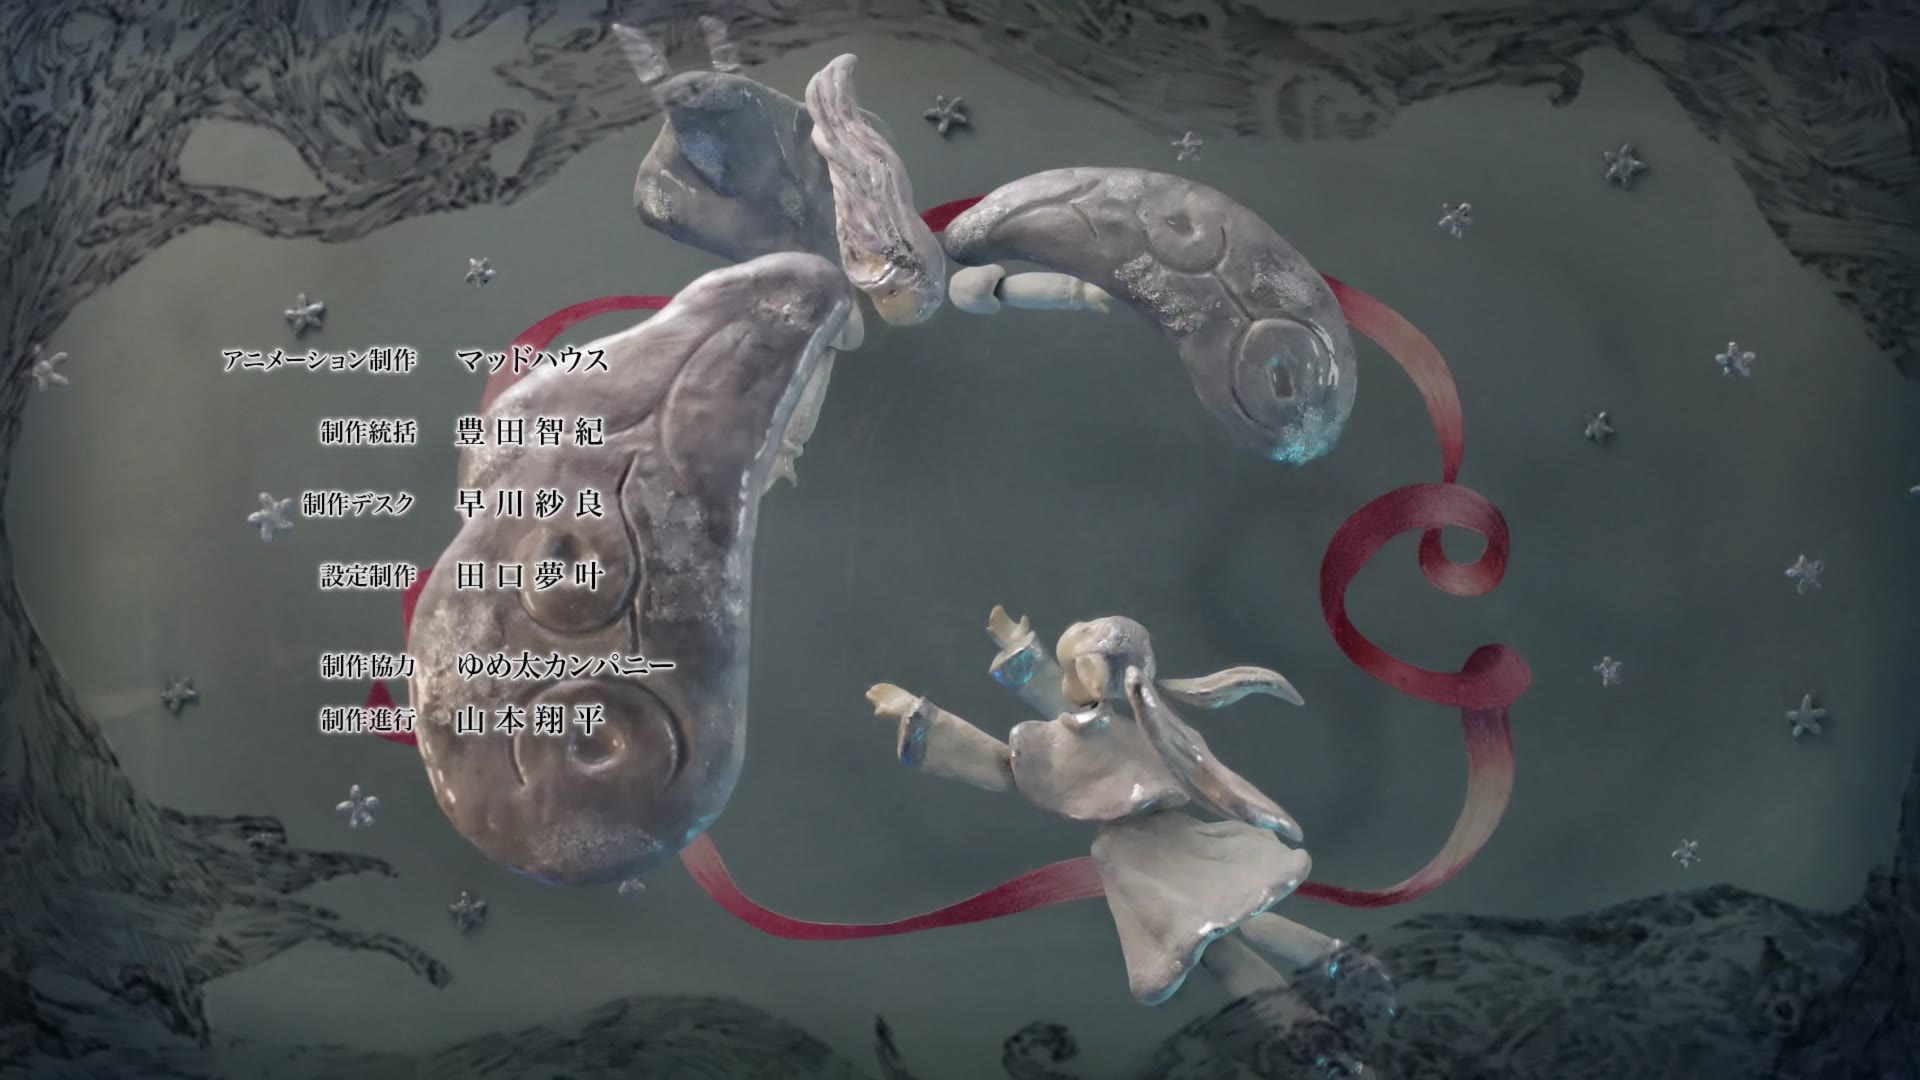 アニメーション制作 マッドハウス
制作統括 豊田智紀
制作デスク 早川紗良
設定制作 田口夢叶
制作協力 ゆめ太カンパニー
制作進行 山本翔平